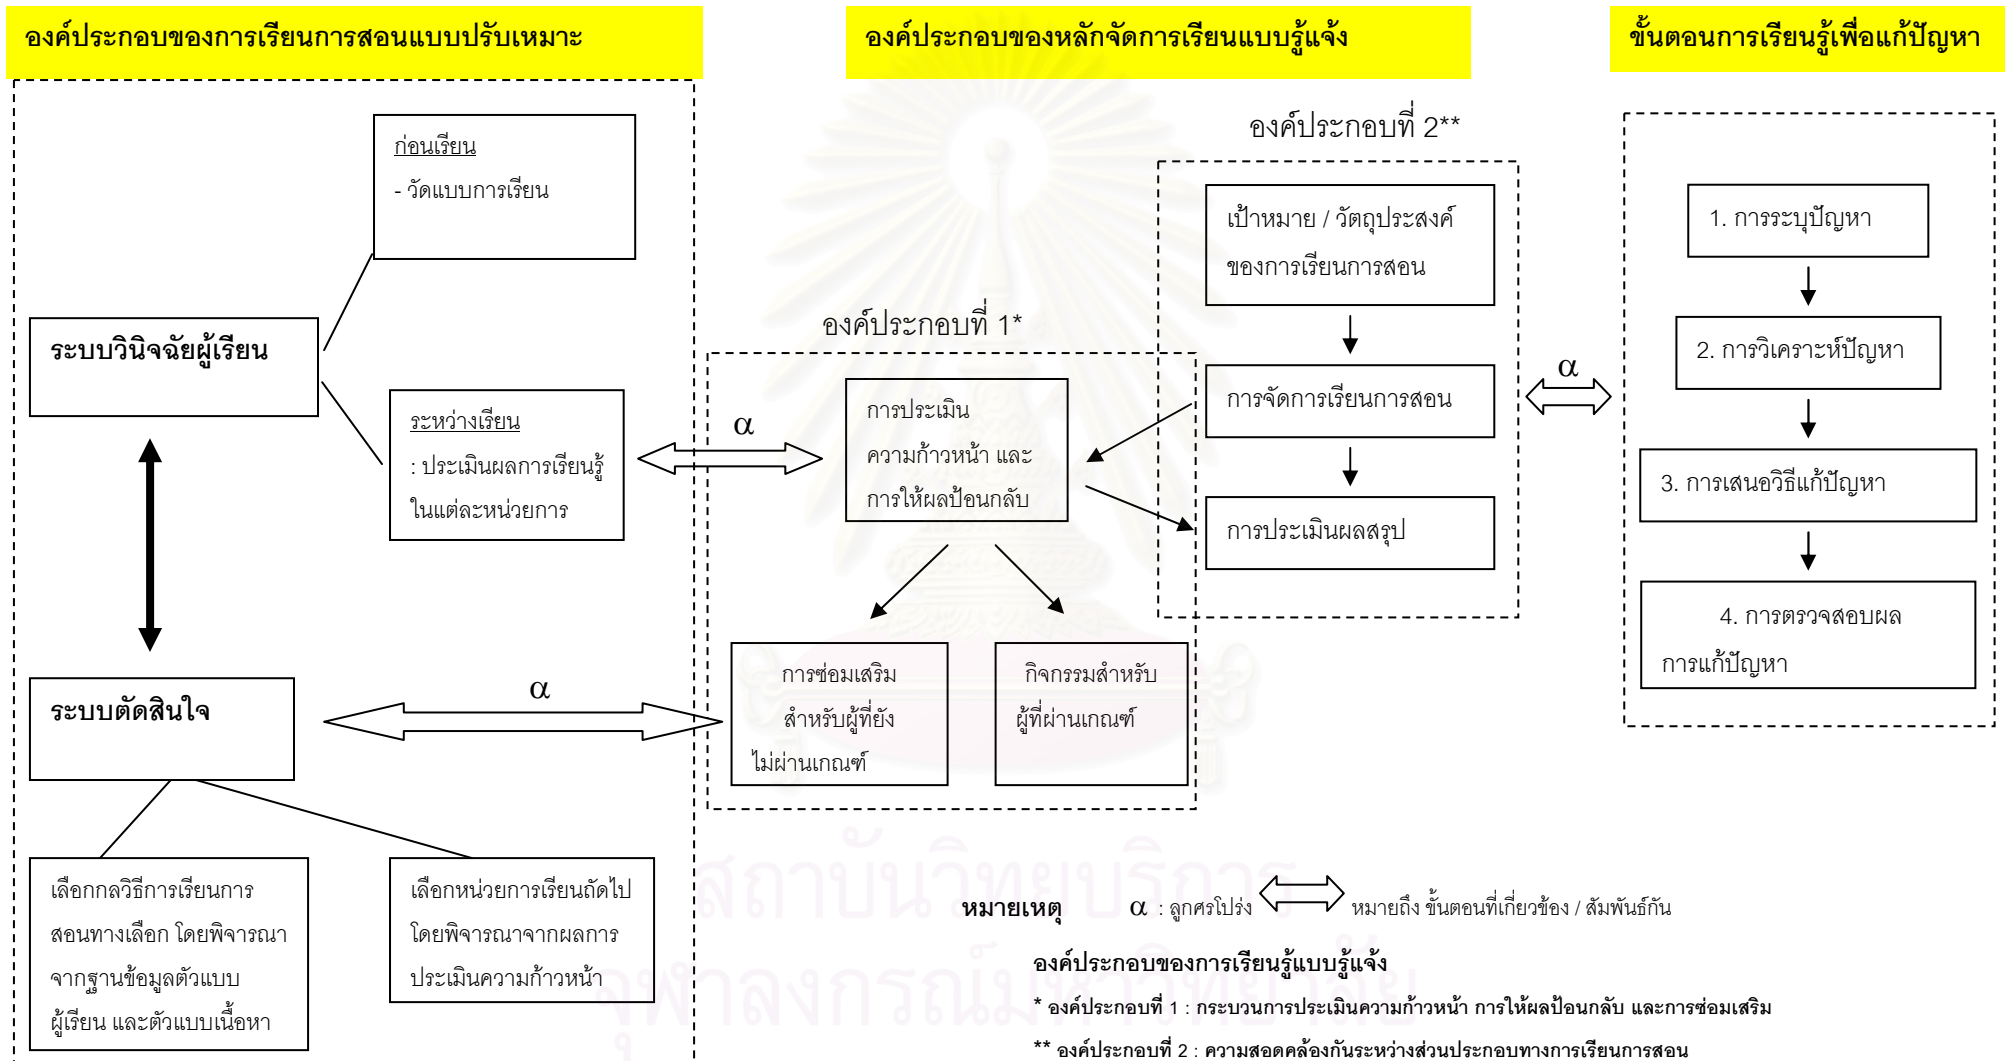 องค์ประกอบของการเรียนการสอนแบบปรับเหมาะ
องค์ประกอบของหลักจัดการเรียนแบบรู้แจ้ง
ขั้นตอนการเรียนรู้เพื่อแก้ปัญหา
ก่อนเรียน
- วัดแบบการเรียน
ระบบวินิจฉัยผู้เรียน
ระหว่างเรียน
: ประเมินผลการเรียนรู้
ในแต่ละหน่วยการ
ระบบตัดสินใจ
เลือกกลวิธีการเรียนการ
สอนทางเลือก โดยพิจารณา
จากฐานข้อมูลตัวแบบ
ผู้เรียน และตัวแบบเนื้อหา
เลือกหน่วยการเรียนถัดไป
โดยพิจารณาจากผลการ
ประเมินความก้าวหน้า
α
α
องค์ประกอบที่ 1*
การประเมิน
ความก้าวหน้า และ
การให้ผลป้อนกลับ
การซ่อมเสริม
สำหรับผู้ที่ยัง
ไม่ผ่านเกณฑ์
กิจกรรมสำหรับ
ผู้ที่ผ่านเกณฑ์
องค์ประกอบที่ 2**
เป้าหมาย / วัตถุประสงค์
ของการเรียนการสอน
การจัดการเรียนการสอน
การประเมินผลสรุป
α
1. การระบุปัญหา
2. การวิเคราะห์ปัญหา
3. การเสนอวิธีแก้ปัญหา
4. การตรวจสอบผล
การแก้ปัญหา
หมายเหตุ α : ลูกศรโปร่ง หมายถึง ขั้นตอนที่เกี่ยวข้อง / สัมพันธ์กัน
องค์ประกอบของการเรียนรู้แบบรู้แจ้ง
* องค์ประกอบที่ 1 : กระบวนการประเมินความก้าวหน้า การให้ผลป้อนกลับ และการซ่อมเสริม
** องค์ประกอบที่ 2 : ความสอดคล้องกันระหว่างส่วนประกอบทางการเรียนการสอน
สถาบันวิทยบริการ
จุฬาลงกรณ์มหาวิทยาลัย